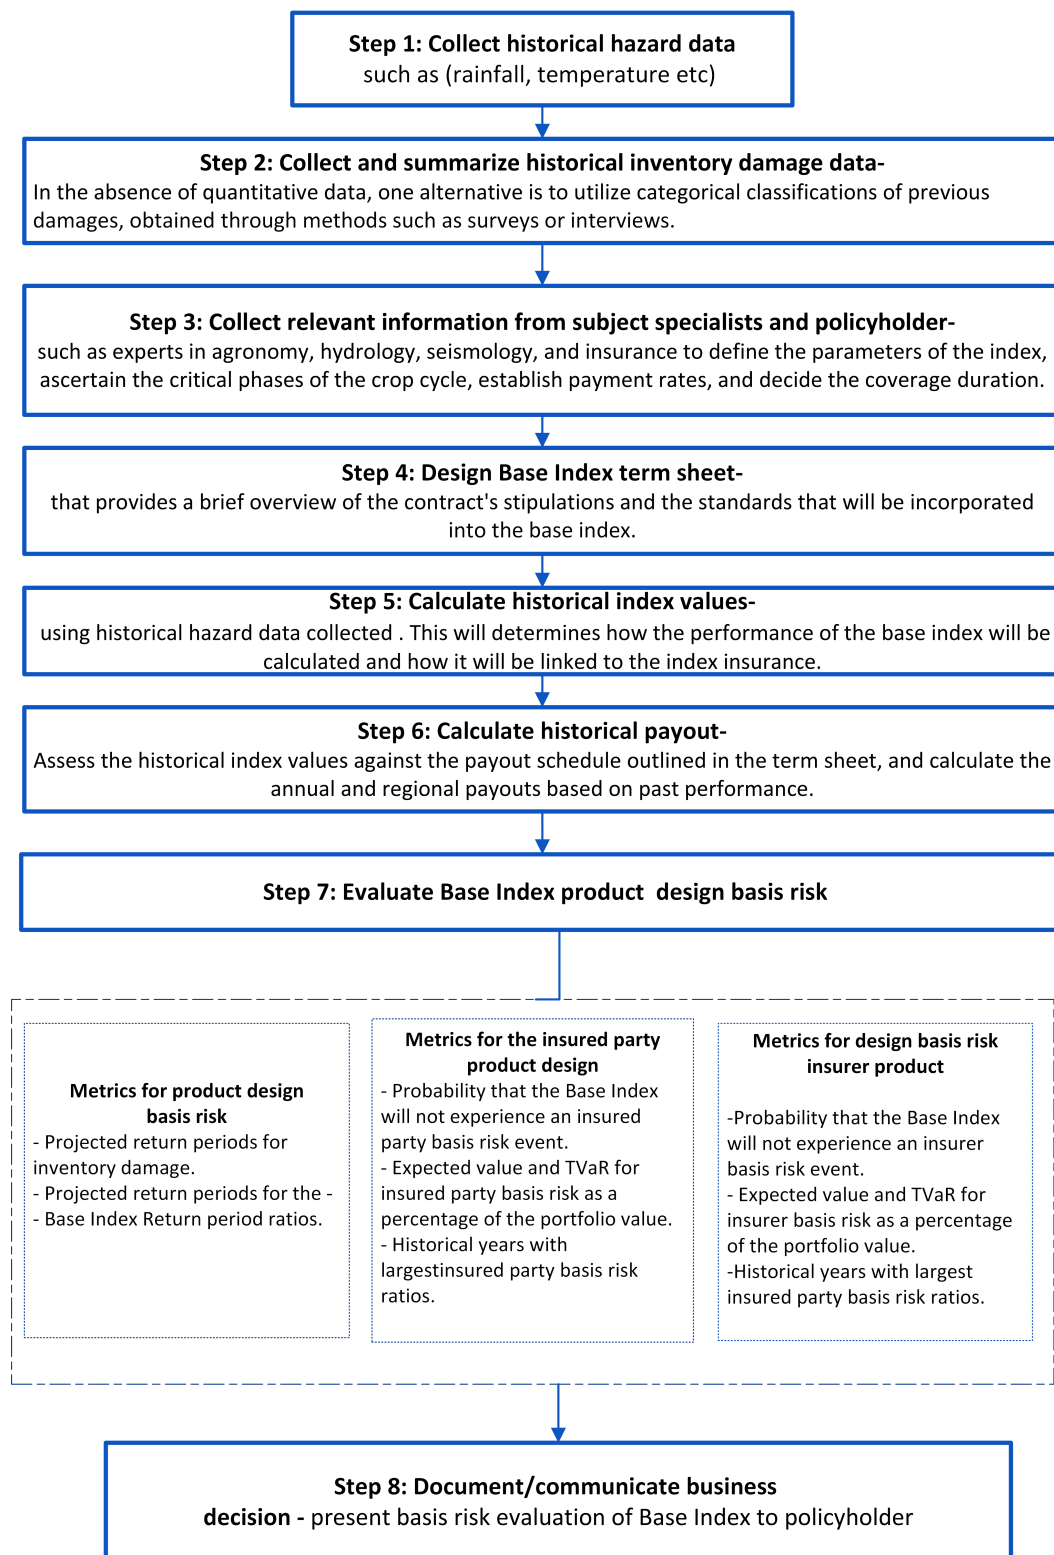 Step 1: Collect historical hazard data
such as (rainfall, temperature etc)
Step 2: Collect and summarize historical inventory damage data-
In the absence of quantitative data, one alternative is to utilize categorical classifications of previous
damages, obtained through methods such as surveys or interviews.
Step 3: Collect relevant information from subject specialists and policyholder-
such as experts in agronomy, hydrology, seismology, and insurance to define the parameters of the index,
ascertain the critical phases of the crop cycle, establish payment rates, and decide the coverage duration.
Step 4: Design Base Index term sheet-
that provides a brief overview of the contract's stipulations and the standards that will be incorporated
into the base index.
Step 5: Calculate historical index values-
using historical hazard data collected . This will determines how the performance of the base index will be
calculated and how it will be linked to the index insurance.
Step 6: Calculate historical payout-
Assess the historical index values against the payout schedule outlined in the term sheet, and calculate the
annual and regional payouts based on past performance.
Step 7: Evaluate Base Index product  design basis risk
Metrics for product design
basis risk
- Projected return periods for
inventory damage.
- Projected return periods for the -
- Base Index Return period ratios.
Metrics for the insured party
product design
- Probability that the Base Index
will not experience an insured
party basis risk event.
- Expected value and TVaR for
insured party basis risk as a
percentage of the portfolio value.
- Historical years with
largestinsured party basis risk
ratios.
Metrics for design basis risk
insurer product
-Probability that the Base Index
will not experience an insurer
basis risk event.
- Expected value and TVaR for
insurer basis risk as a percentage
of the portfolio value.
-Historical years with largest
insured party basis risk ratios.
Step 8: Document/communicate business
decision - present basis risk evaluation of Base Index to policyholder